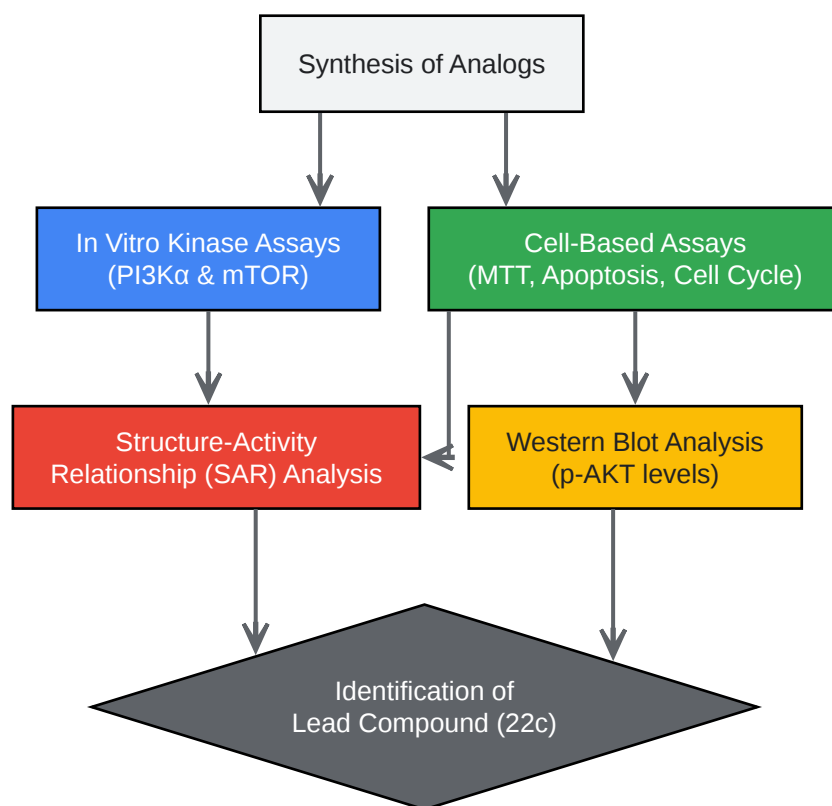 Synthesis of Analogs
In Vitro Kinase Assays
(PI3Kα & mTOR)
Cell-Based Assays
(MTT, Apoptosis, Cell Cycle)
Structure-Activity
Relationship (SAR) Analysis
Western Blot Analysis
(p-AKT levels)
Identification of
Lead Compound (22c)